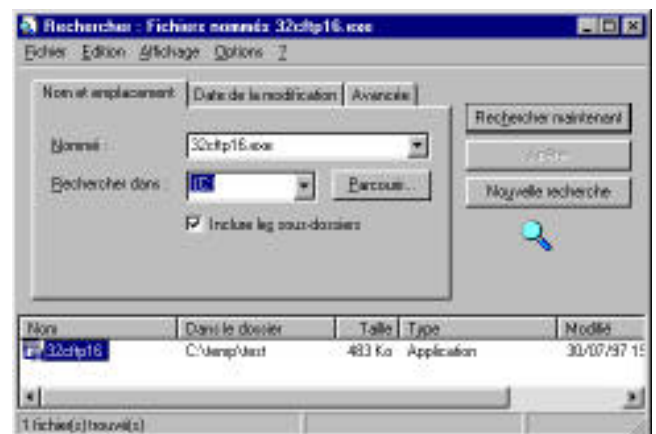 Rechercher : Fichiers nommés 32cftp16.exe
Fichier Edition Affichage Options ?
Nom et emplacement Date de la modification Avancée
Nommé : 32cftp16.exe
Rechercher dans : (C:)
Parcourir...
Inclure les sous-dossiers
Rechercher maintenant
Arrêter
Nouvelle recherche
Nom Dans le dossier Taille Type Modifié
32cftp16 C:\temp\test 483 Ko Application 30/07/97 15
1 fichier(s) trouvé(s)